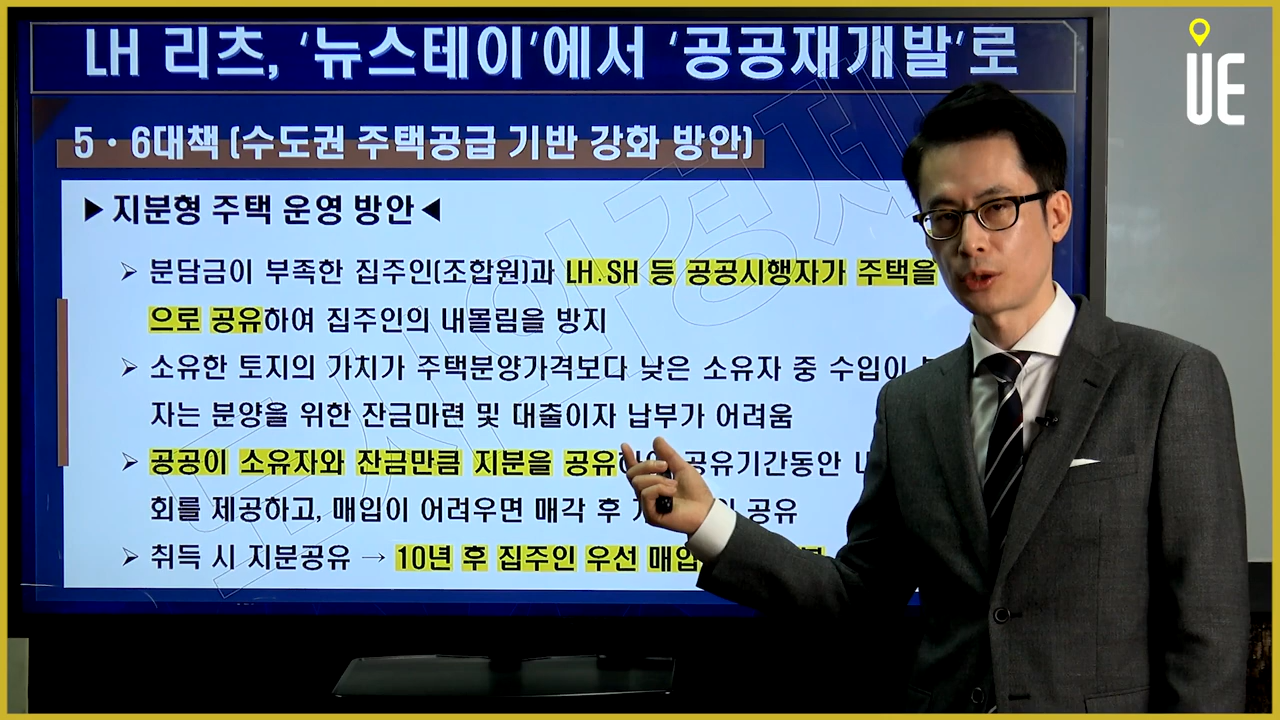 LH 리츠, '뉴스테이'에서 '공공재개발'로
UE
5·6대책 (수도권 주택공급 기반 강화 방안)
▶지분형 주택 운영 방안◀
➢ 분담금이 부족한 집주인(조합원)과 LH.SH 등 공공시행자가 주택을
으로 공유하여 집주인의 내몰림을 방지
➢ 소유한 토지의 가치가 주택분양가격보다 낮은 소유자 중 수입이
자는 분양을 위한 잔금마련 및 대출이자 납부가 어려움
➢ 공공이 소유자와 잔금만큼 지분을 공유 공유기간동안
회를 제공하고, 매입이 어려우면 매각 후 공유
➢ 취득 시 지분공유 → 10년 후 집주인 우선 매입
도시와경제